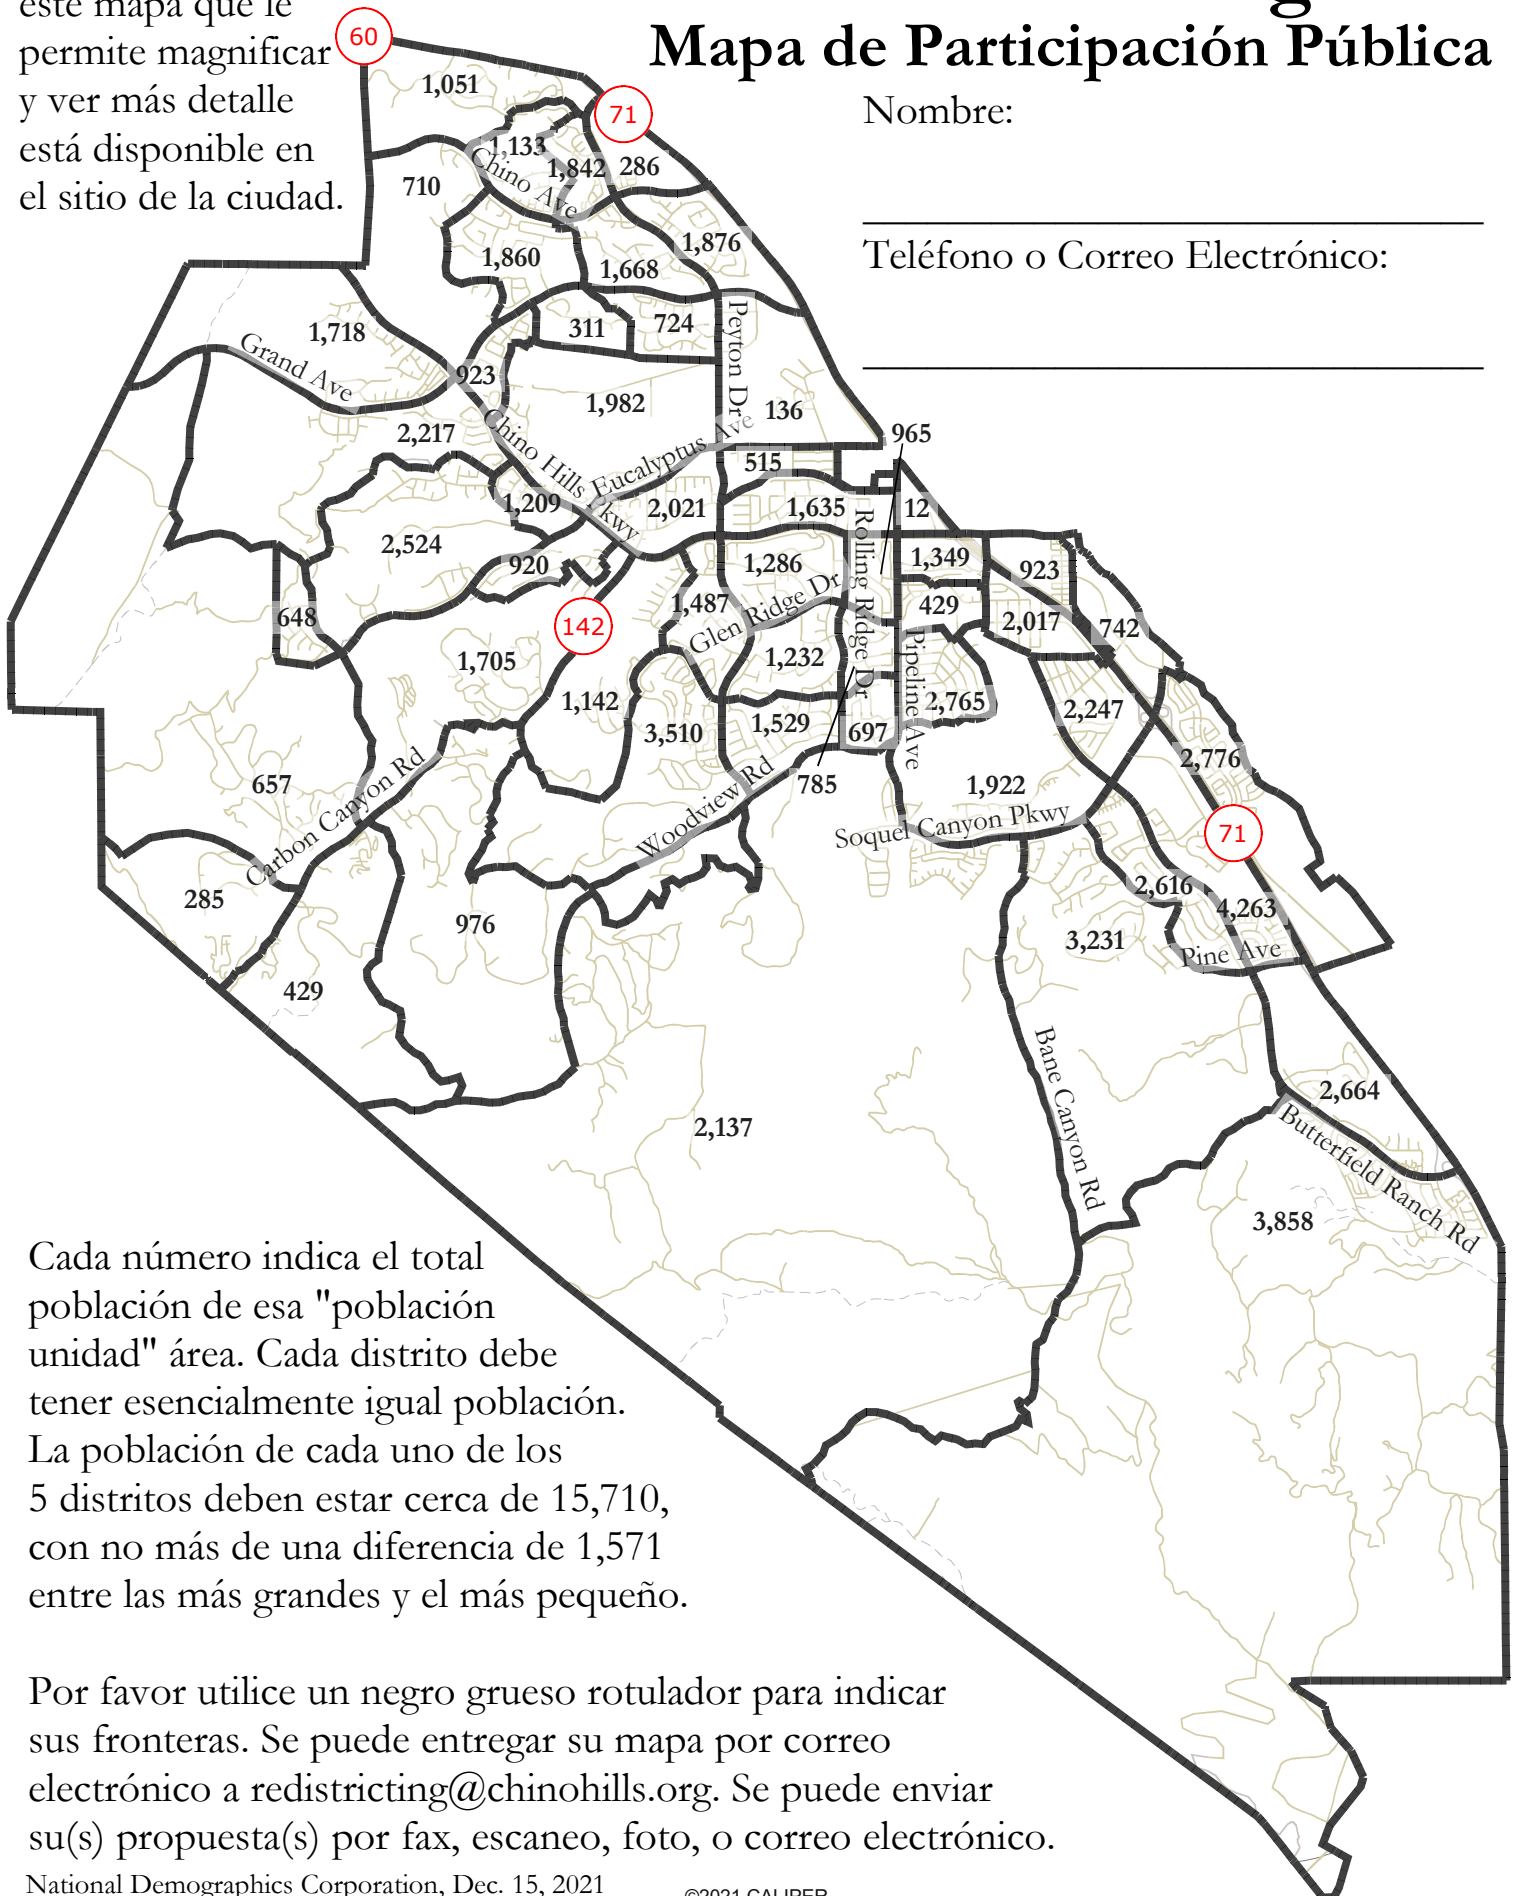 este mapa que le
permite magnificar
y ver más detalle
está disponible en
el sitio de la ciudad.
Mapa de Participación Pública
Nombre:
Teléfono o Correo Electrónico:
60
1,051
71
1,133
1,842
286
Chino Ave
710
1,876
1,860
1,668
1,718
311
724
Peyton Dr
Grand Ave
923
1,982
136
2,217
Chino Hills Pkwy
Eucalyptus Ave
965
515
1,209
2,021
1,635
12
2,524
920
1,286
Rolling Ridge Dr
1,349
923
648
142
1,487
Glen Ridge Dr
429
2,017
742
1,705
1,232
Pipeline Ave
1,142
3,510
1,529
697
2,765
2,247
657
Carbon Canyon Rd
Woodview Rd
785
1,922
2,776
Soquel Canyon Pkwy
71
285
976
2,616
4,263
3,231
Pine Ave
429
Bane Canyon Rd
2,137
2,664
Butterfield Ranch Rd
3,858
Cada número indica el total
población de esa "población
unidad" área. Cada distrito debe
tener esencialmente igual población.
La población de cada uno de los
5 distritos deben estar cerca de 15,710,
con no más de una diferencia de 1,571
entre las más grandes y el más pequeño.
Por favor utilice un negro grueso rotulador para indicar
sus fronteras. Se puede entregar su mapa por correo
electrónico a redistricting@chinohills.org. Se puede enviar
su(s) propuesta(s) por fax, escaneo, foto, o correo electrónico.
National Demographics Corporation, Dec. 15, 2021
©2021 CALIPER